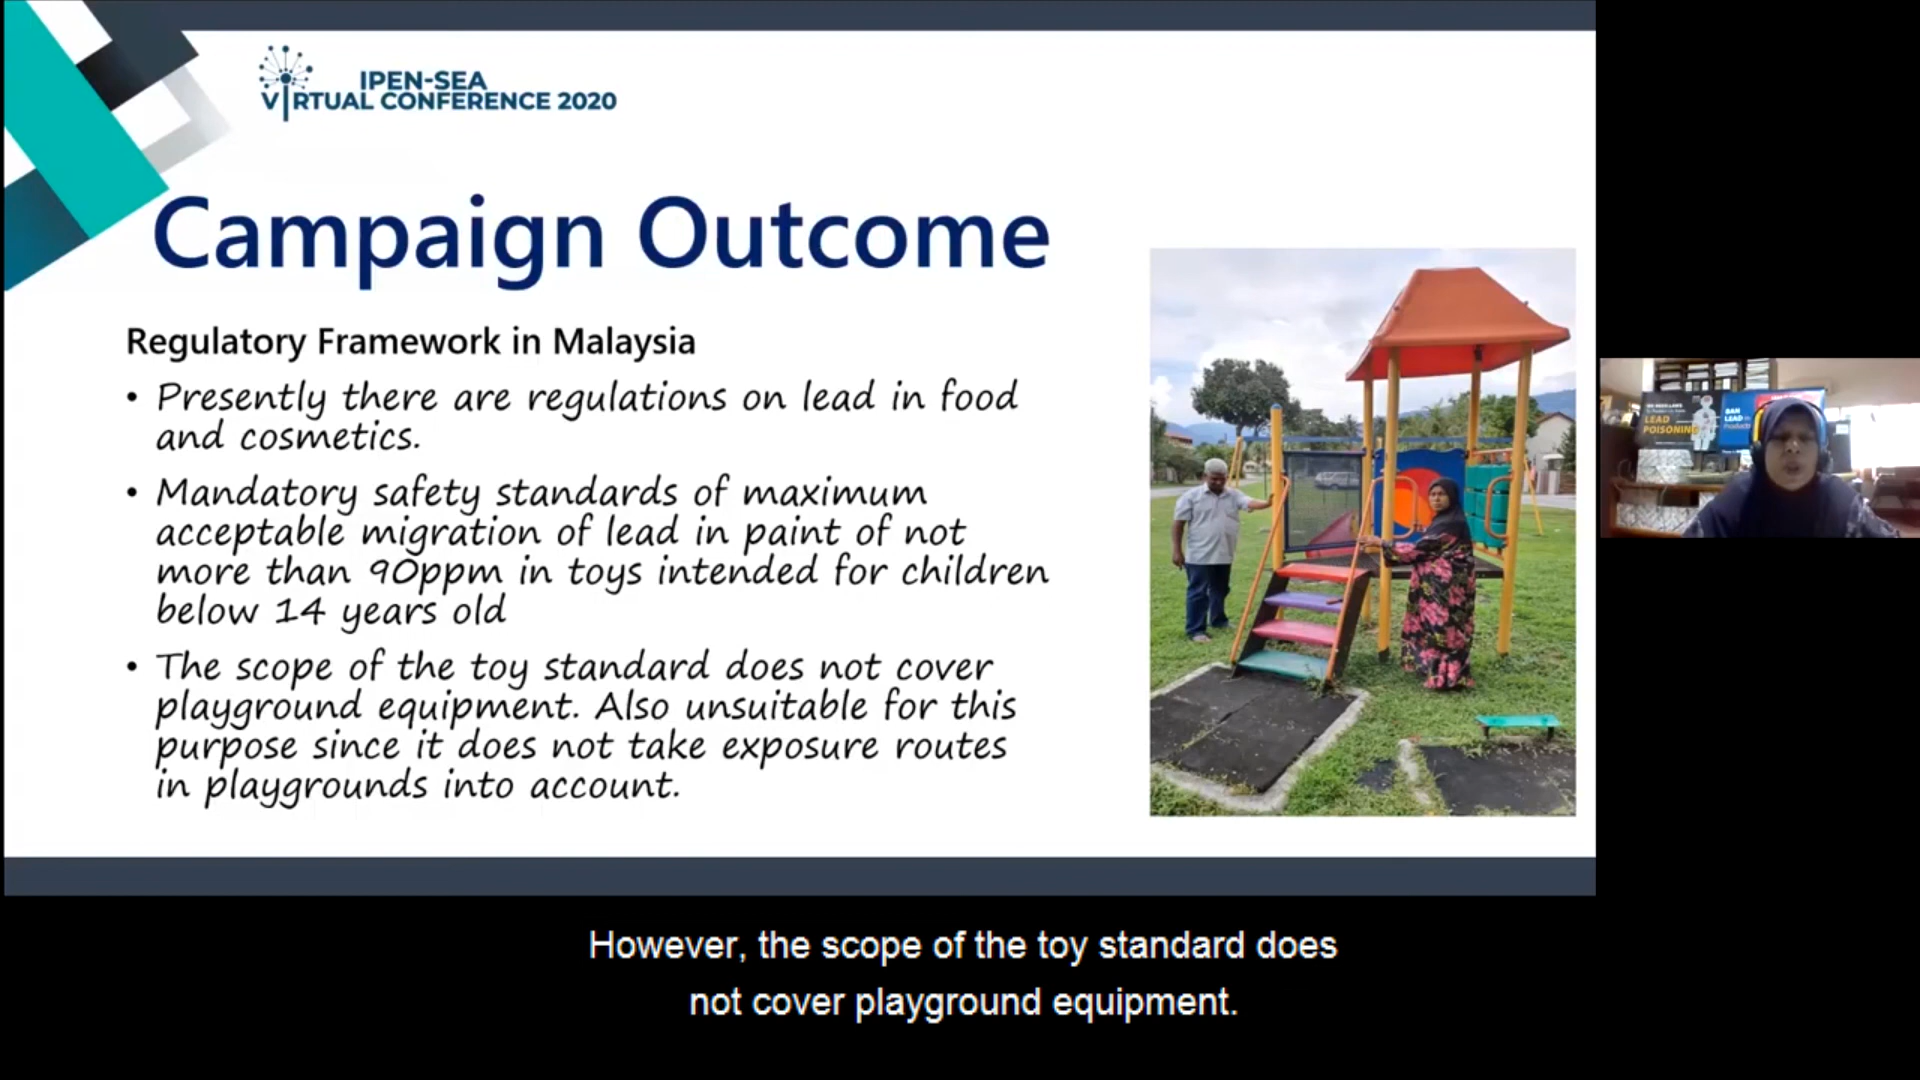 IPEN-SEA
VIRTUAL CONFERENCE 2020
Campaign Outcome
Regulatory Framework in Malaysia
• Presently there are regulations on lead in food
and cosmetics.
• Mandatory safety standards of maximum
acceptable migration of lead in paint of not
more than 90ppm in toys intended for children
below 14 years old
• The scope of the toy standard does not cover
playground equipment. Also unsuitable for this
purpose since it does not take exposure routes
in playgrounds into account.
LEAD
POISONING
BAN
LEAD in
Products
However, the scope of the toy standard does
not cover playground equipment.